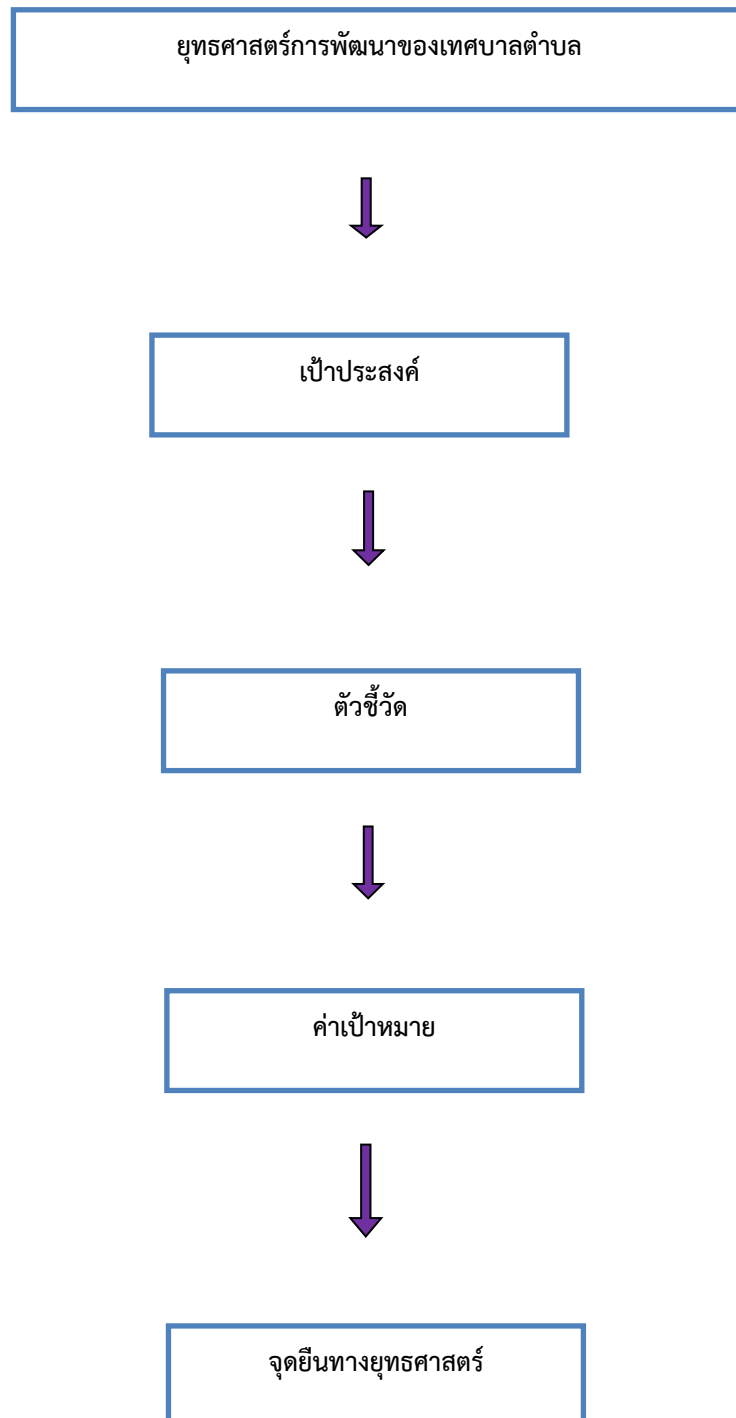 ยุทธศาสตร์การพัฒนาของเทศบาลตำบล
เป้าประสงค์
ตัวชี้วัด
ค่าเป้าหมาย
จุดยืนทางยุทธศาสตร์